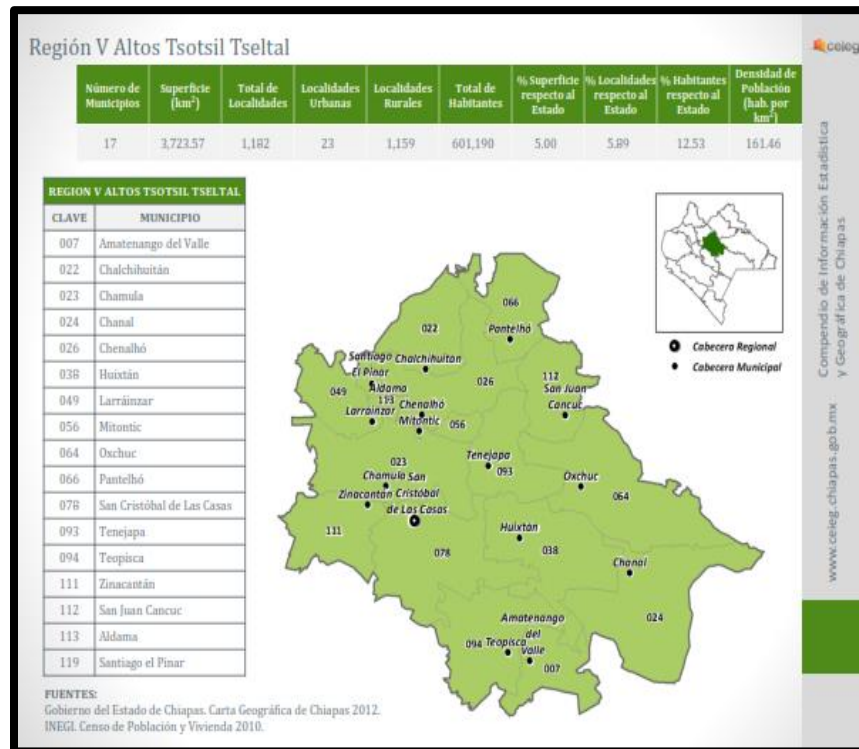 Región V Altos Tsotsil Tseltal
Número de Municipios
Superficie (km²)
Total de Localidades
Localidades Urbanas
Localidades Rurales
Total de Habitantes
% Superficie respecto al Estado
% Localidades respecto al Estado
% Habitantes respecto al Estado
Densidad de Población (hab. por km²)
17 3,723.57 1,182 23 1,159 601,190 5.00 5.89 12.53 161.46
REGION V ALTOS TSOTSIL TSELTAL
CLAVE MUNICIPIO
007 Amatenango del Valle
022 Chalchihuitán
023 Chamula
024 Chanal
026 Chenalhó
038 Huixtán
049 Larráinzar
056 Mitontic
064 Oxchuc
066 Pantelhó
078 San Cristóbal de Las Casas
093 Tenejapa
094 Teopisca
111 Zinacantán
112 San Juan Cancuc
113 Aldama
119 Santiago el Pinar
066
Pantelhó
022
Santiago El Pinar
Chalchihuitan
026
112
San Juan Cancuc
049
Aldama
113
Larrainzar
Chenalhó
Mitontic
056
Tenejapa
093
023
Chamula
San Cristóbal de Las Casas
Zinacantán
Oxchuc
064
111
078
Huixtán
038
Chanal
024
Amatenango del Valle
094
Teopisca
007
Cabecera Regional
Cabecera Municipal
FUENTES:
Gobierno del Estado de Chiapas. Carta Geográfica de Chiapas 2012.
INEGI. Censo de Población y Vivienda 2010.
ceieg
Compendio de Información Estadística
y Geográfica de Chiapas
www.ceieg.chiapas.gob.mx